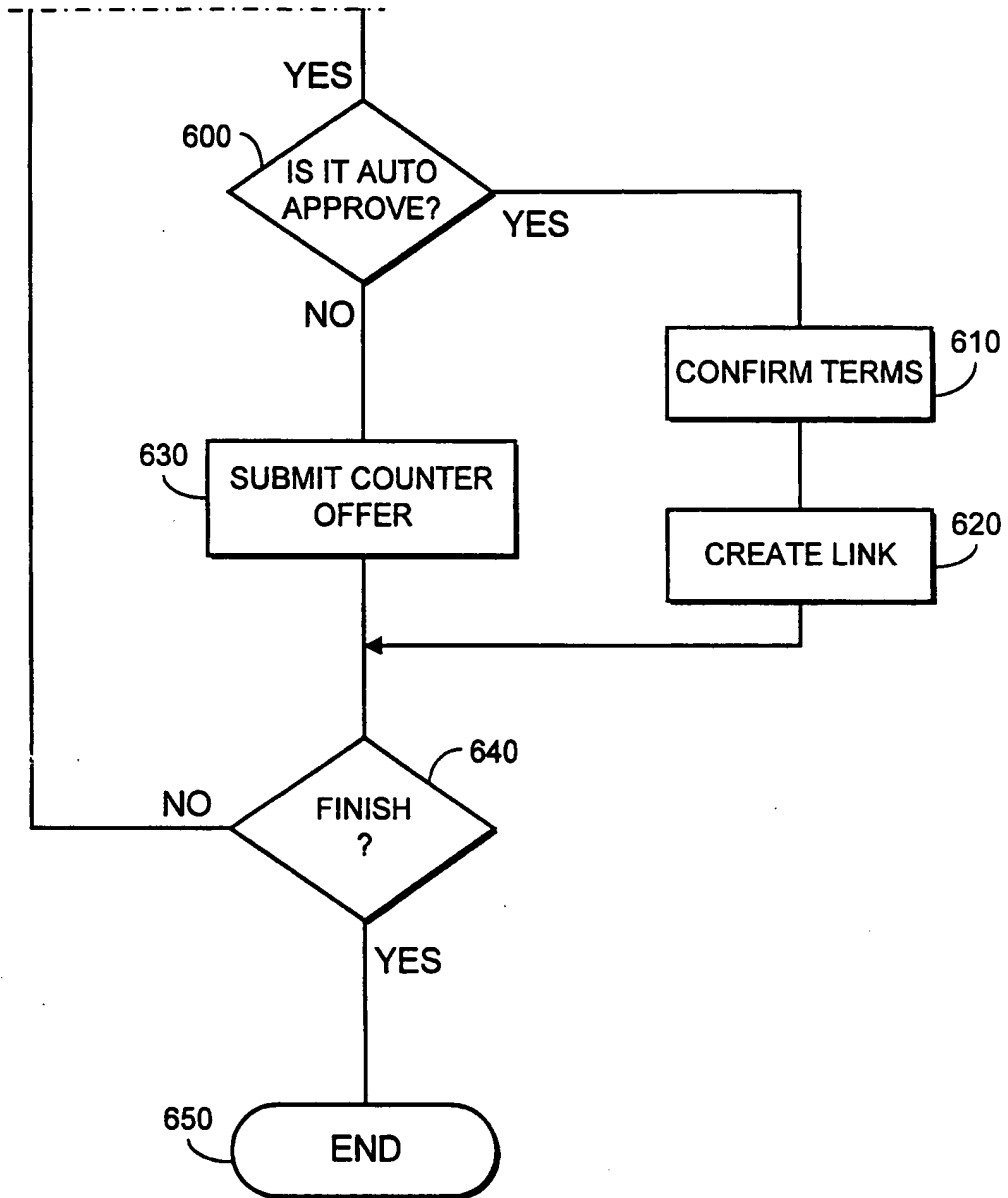 YES
600
IS IT AUTO
APPROVE?
YES
NO
610
CONFIRM TERMS
630
SUBMIT COUNTER
OFFER
620
CREATE LINK
640
NO
FINISH
?
YES
650
END